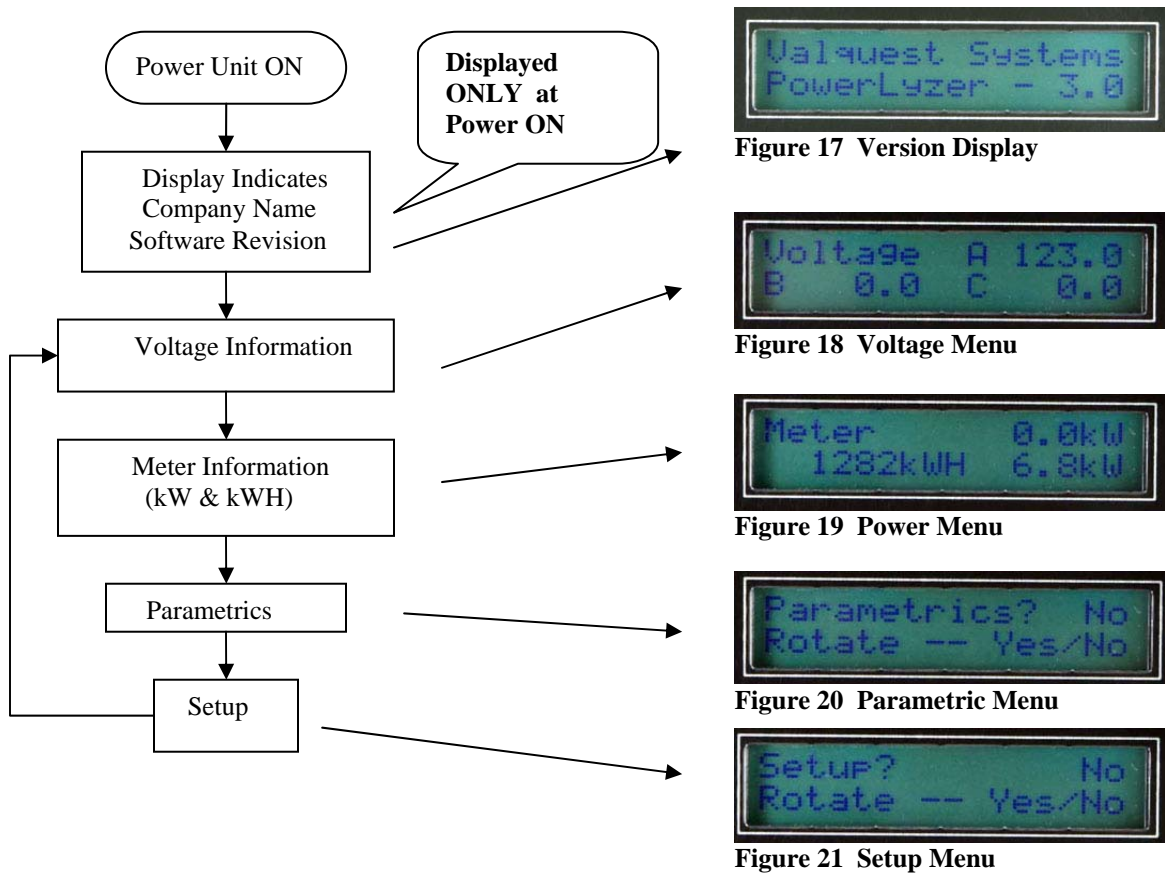 Power Unit ON
Displayed
ONLY at
Power ON
Display Indicates
Company Name
Software Revision
Voltage Information
Meter Information
(kW & kWH)
Parametrics
Setup
Valquest Systems
PowerLyzer - 3.0
Figure 17 Version Display
Voltage A 123.0
B 0.0 C 0.0
Figure 18 Voltage Menu
Meter 0.0kW
1282kWH 6.8kW
Figure 19 Power Menu
Parametrics? No
Rotate -- Yes/No
Figure 20 Parametric Menu
Setup? No
Rotate -- Yes/No
Figure 21 Setup Menu